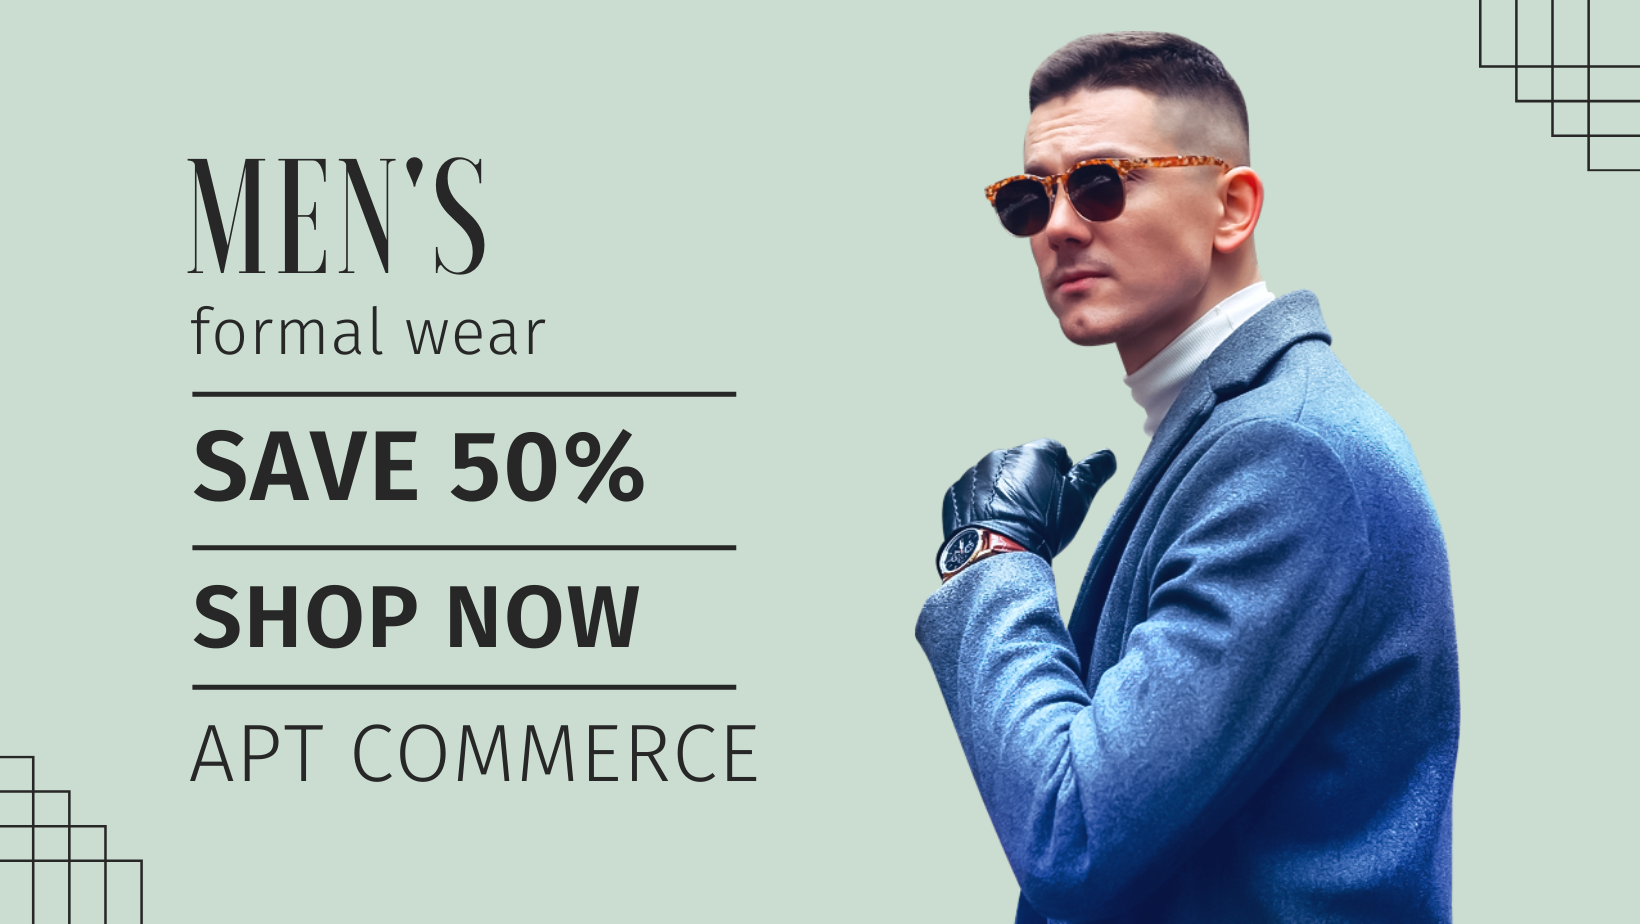 MEN'S
formal wear
SAVE 50%
SHOP NOW
APT COMMERCE